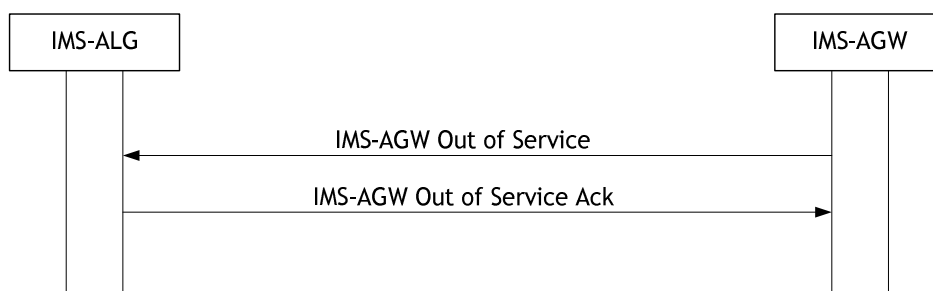 IMS-ALG
IMS-AGW
IMS-AGW Out of Service
IMS-AGW Out of Service Ack